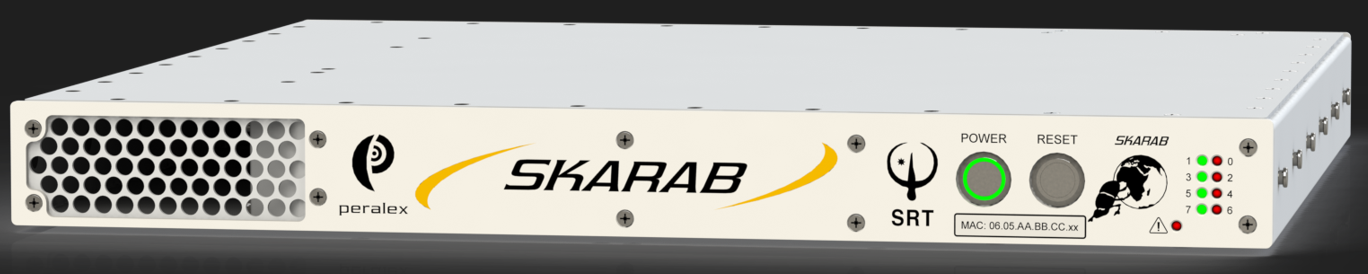 peralex
SKARAB
SRT
POWER
RESET
MAC: 06.05.AA.BB.CC.xx
SKARAB
1 0
3 2
5 4
7 6